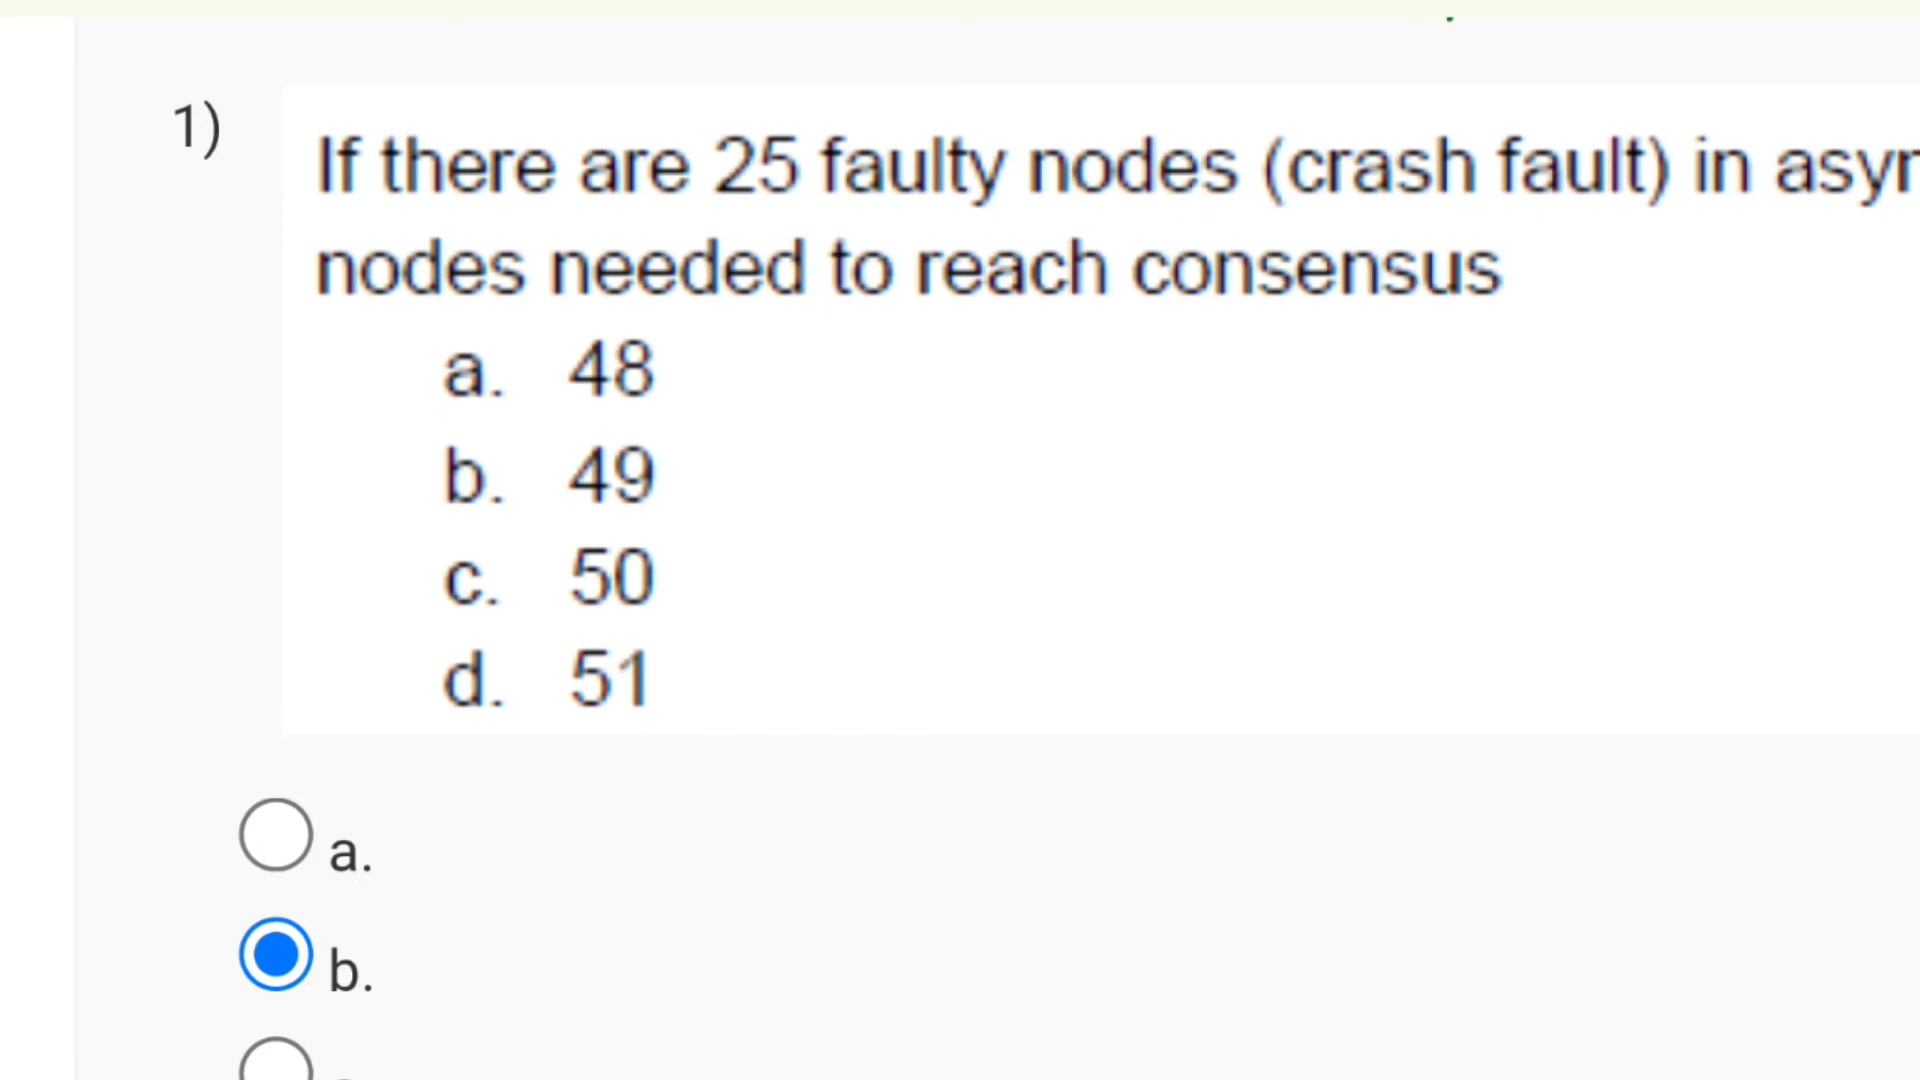 1)
If there are 25 faulty nodes (crash fault) in
nodes needed to reach consensus
a. 48
b. 49
c. 50
d. 51
a.
b.